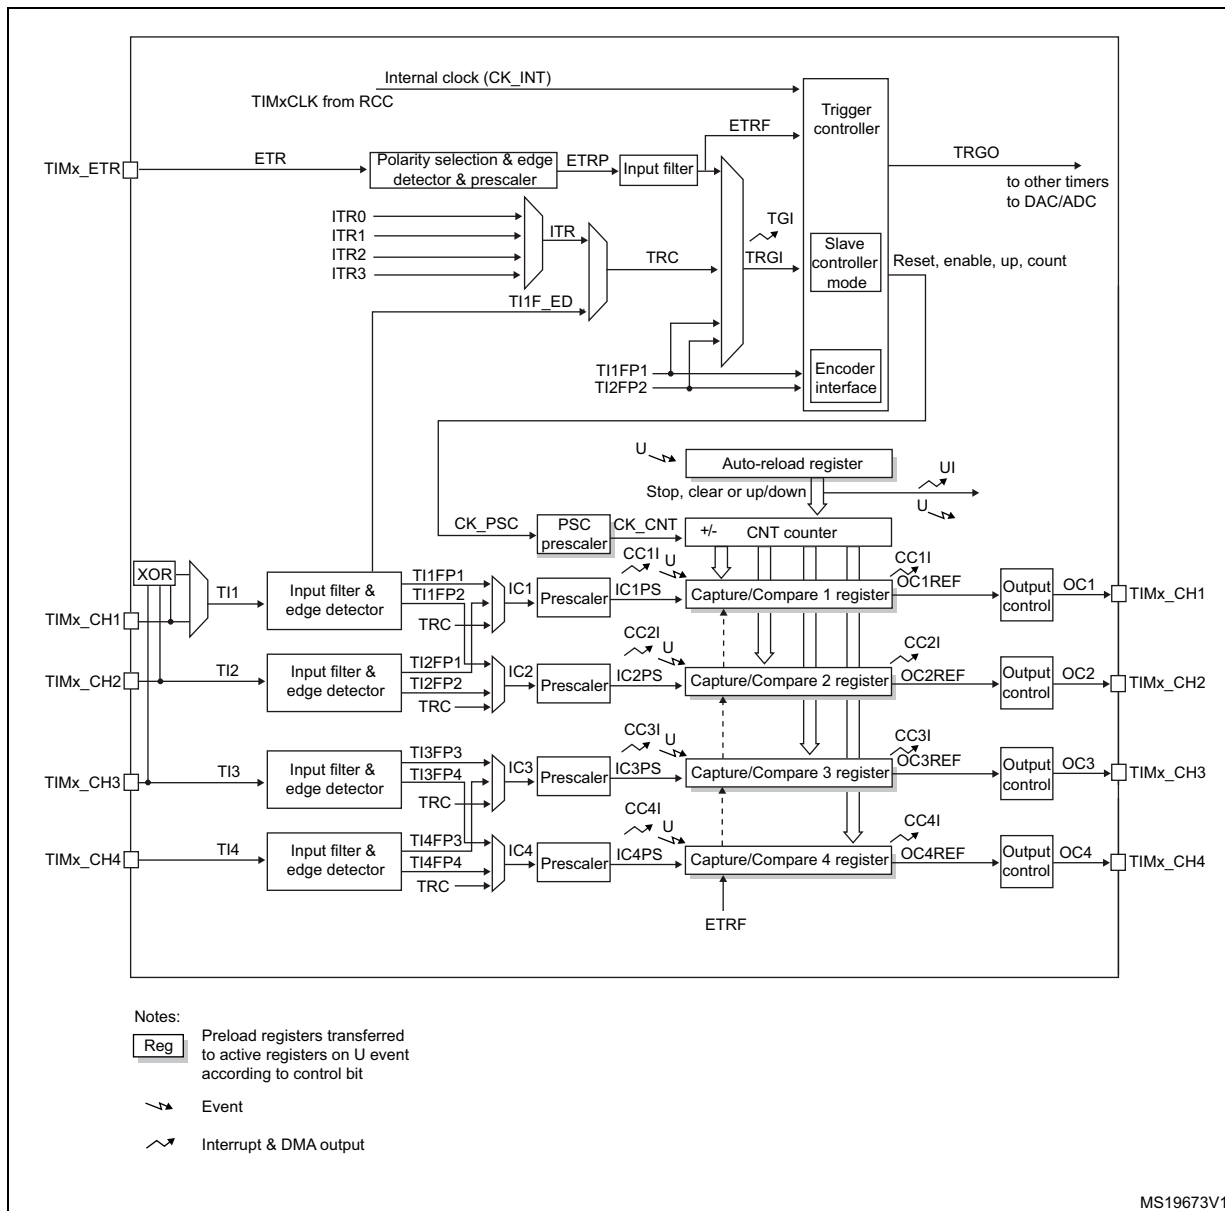 Internal clock (CK_INT)
TIMxCLK from RCC
Trigger
controller
ETRF
TIMx_ETR
ETR
Polarity selection & edge
detector & prescaler
ETRP
Input filter
TRGO
to other timers
to DAC/ADC
ITR0
ITR1
ITR2
ITR3
ITR
TRC
TGI
TRGI
Slave
controller
mode
Reset, enable, up, count
TI1F_ED
TI1FP1
TI2FP2
Encoder
interface
U
Auto-reload register
UI
Stop, clear or up/down
U
CK_PSC
PSC
prescaler
CK_CNT
+/-
CNT counter
XOR
TI1
Input filter &
edge detector
TI1FP1
TI1FP2
TRC
IC1
Prescaler
IC1PS
CC1I
U
Capture/Compare 1 register
CC1I
OC1REF
Output
control
OC1
TIMx_CH1
TIMx_CH1
TIMx_CH2
TI2
Input filter &
edge detector
TI2FP1
TI2FP2
TRC
IC2
Prescaler
IC2PS
CC2I
U
Capture/Compare 2 register
CC2I
OC2REF
Output
control
OC2
TIMx_CH2
TIMx_CH3
TI3
Input filter &
edge detector
TI3FP3
TI3FP4
TRC
IC3
Prescaler
IC3PS
CC3I
U
Capture/Compare 3 register
CC3I
OC3REF
Output
control
OC3
TIMx_CH3
TIMx_CH4
TI4
Input filter &
edge detector
TI4FP3
TI4FP4
TRC
IC4
Prescaler
IC4PS
CC4I
U
Capture/Compare 4 register
CC4I
OC4REF
Output
control
OC4
TIMx_CH4
ETRF
Notes:
Reg
Preload registers transferred
to active registers on U event
according to control bit
Event
Interrupt & DMA output
MS19673V1